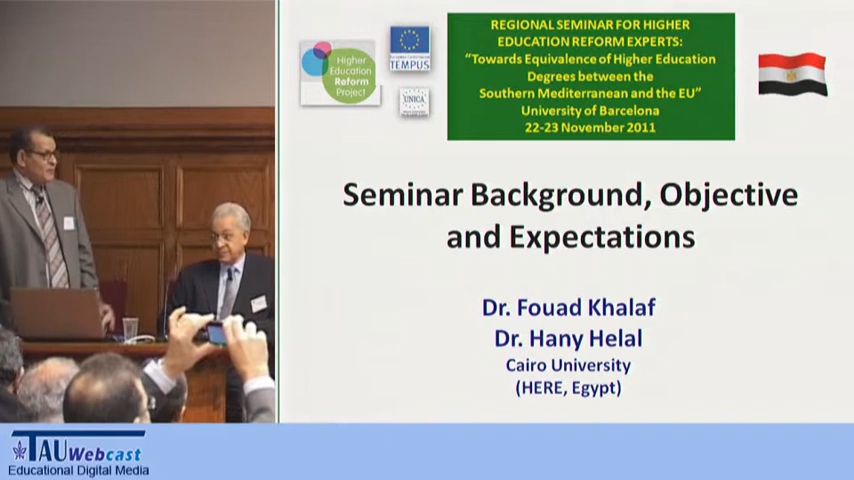 Higher
Education
Reform
Project
TEMPUS
UNICA
REGIONAL SEMINAR FOR HIGHER
EDUCATION REFORM EXPERTS:
“Towards Equivalence of Higher Education
Degrees between the
Southern Mediterranean and the EU”
University of Barcelona
22-23 November 2011
Seminar Background, Objective
and Expectations
Dr. Fouad Khalaf
Dr. Hany Helal
Cairo University
(HERE, Egypt)
TAU Webcast
Educational Digital Media